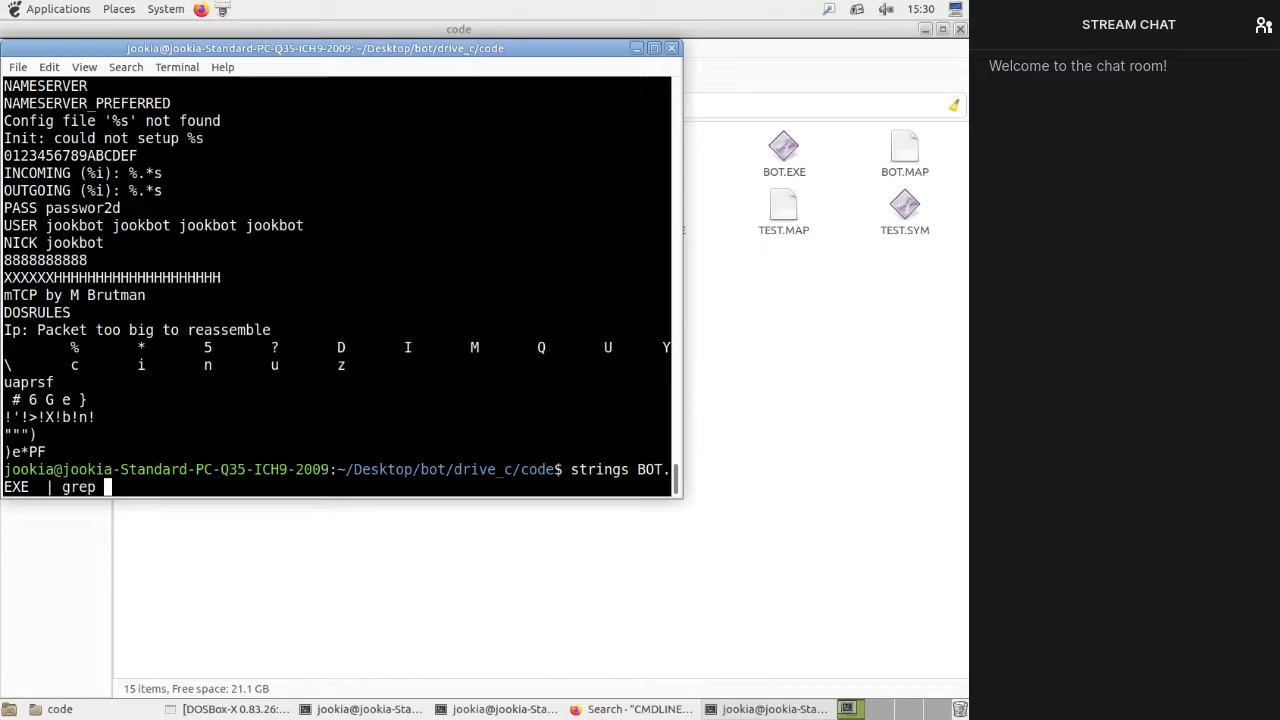 Applications Places System 15:30
code
jookia@jookia-Standard-PC-Q35-ICH9-2009: ~/Desktop/bot/drive_c/code
File Edit View Search Terminal Help
NAMESERVER
NAMESERVER_PREFERRED
Config file '%s' not found
Init: could not setup %s
0123456789ABCDEF
INCOMING (%i): %.*s
OUTGOING (%i): %.*s
PASS passwor2d
USER jookbot jookbot jookbot jookbot
NICK jookbot
8888888888
XXXXXXHHHHHHHHHHHHHHHHHHHH
mTCP by M Brutman
DOSRULES
Ip: Packet too big to reassemble
% * 5 ? D I M Q U Y
\ c i n u z
uaprsf
# 6 G e }
!'!>!X!b!n!
""")
)e*PF
jookia@jookia-Standard-PC-Q35-ICH9-2009:~/Desktop/bot/drive_c/code$ strings BOT.
EXE | grep
BOT.EXE
BOT.MAP
TEST.MAP
TEST.SYM
15 items, Free space: 21.1 GB
code
[DOSBox-X 0.83.26:...
jookia@jookia-Sta...
jookia@jookia-Sta...
Search - "CMDLINE...
jookia@jookia-Sta...
STREAM CHAT
Welcome to the chat room!